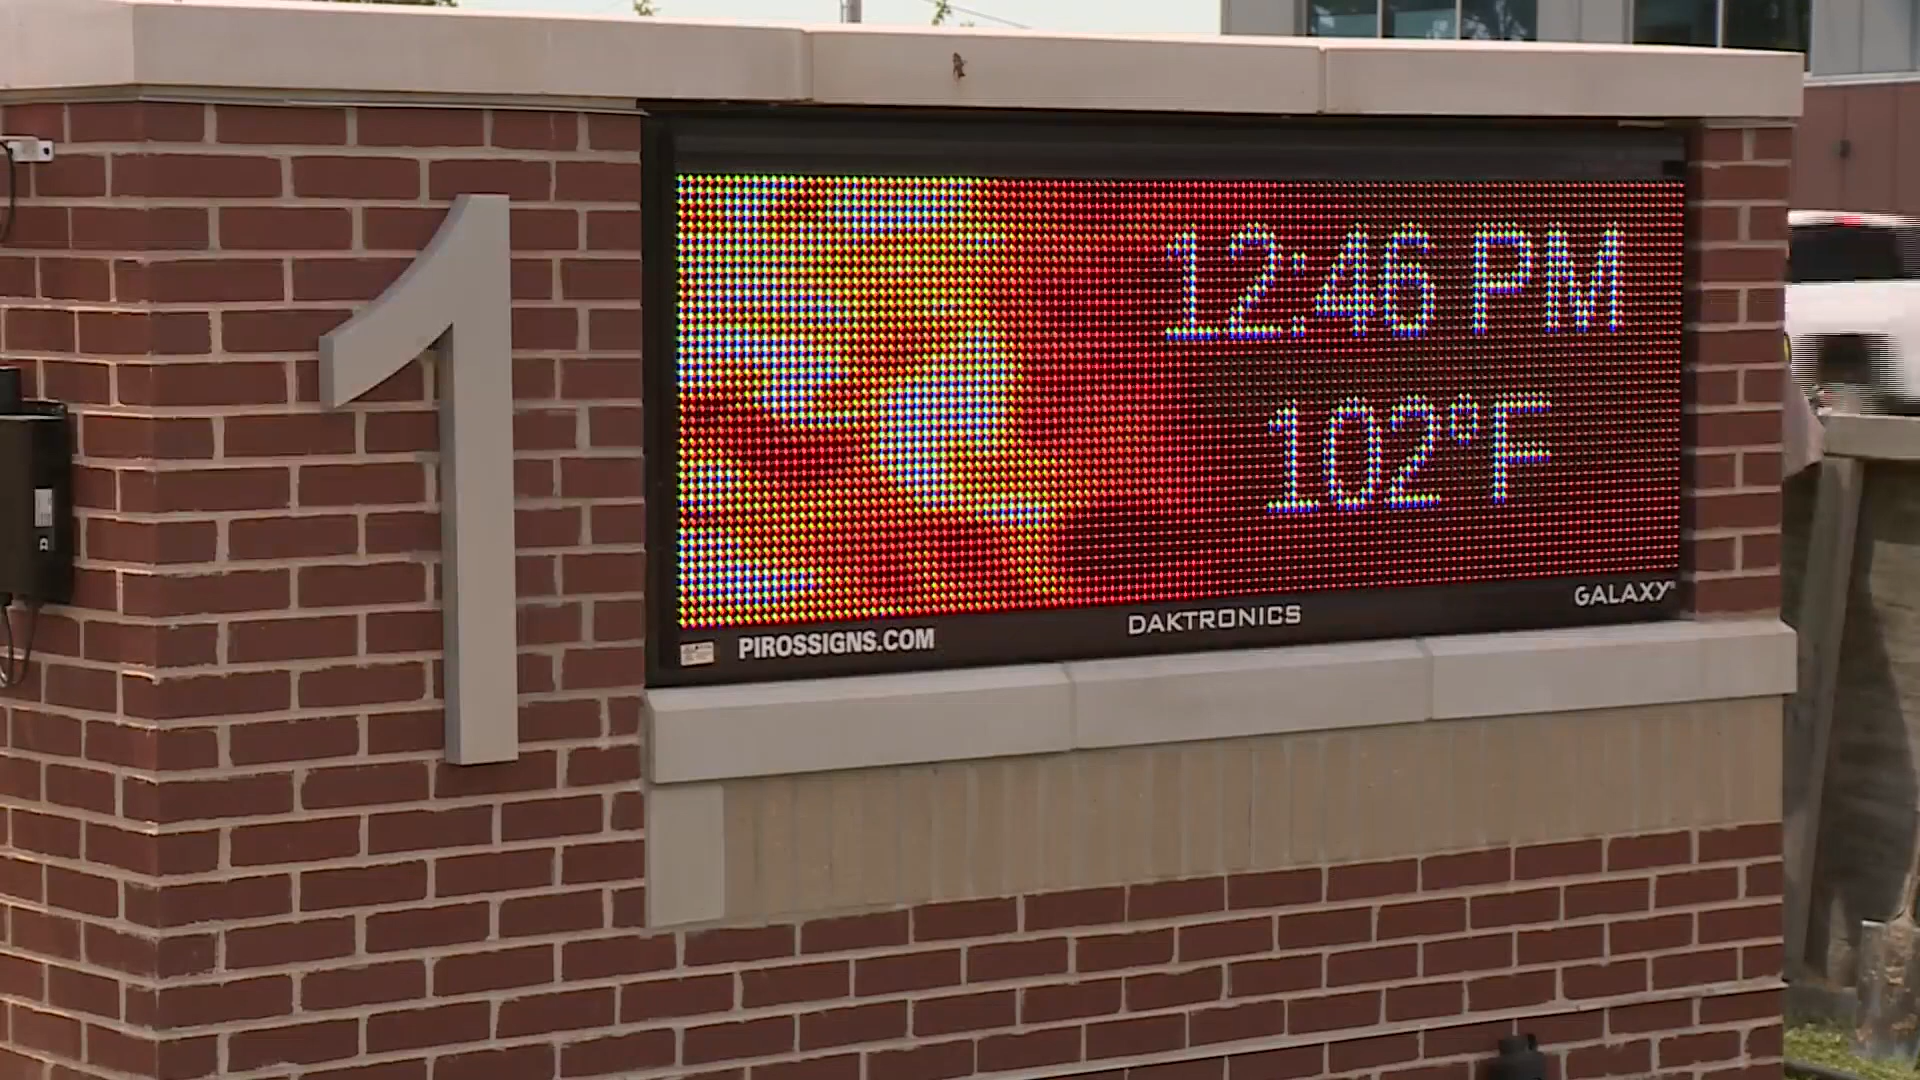 1
12:46 PM
102°F
PIROSSIGNS.COM
DAKTRONICS
GALAXY®